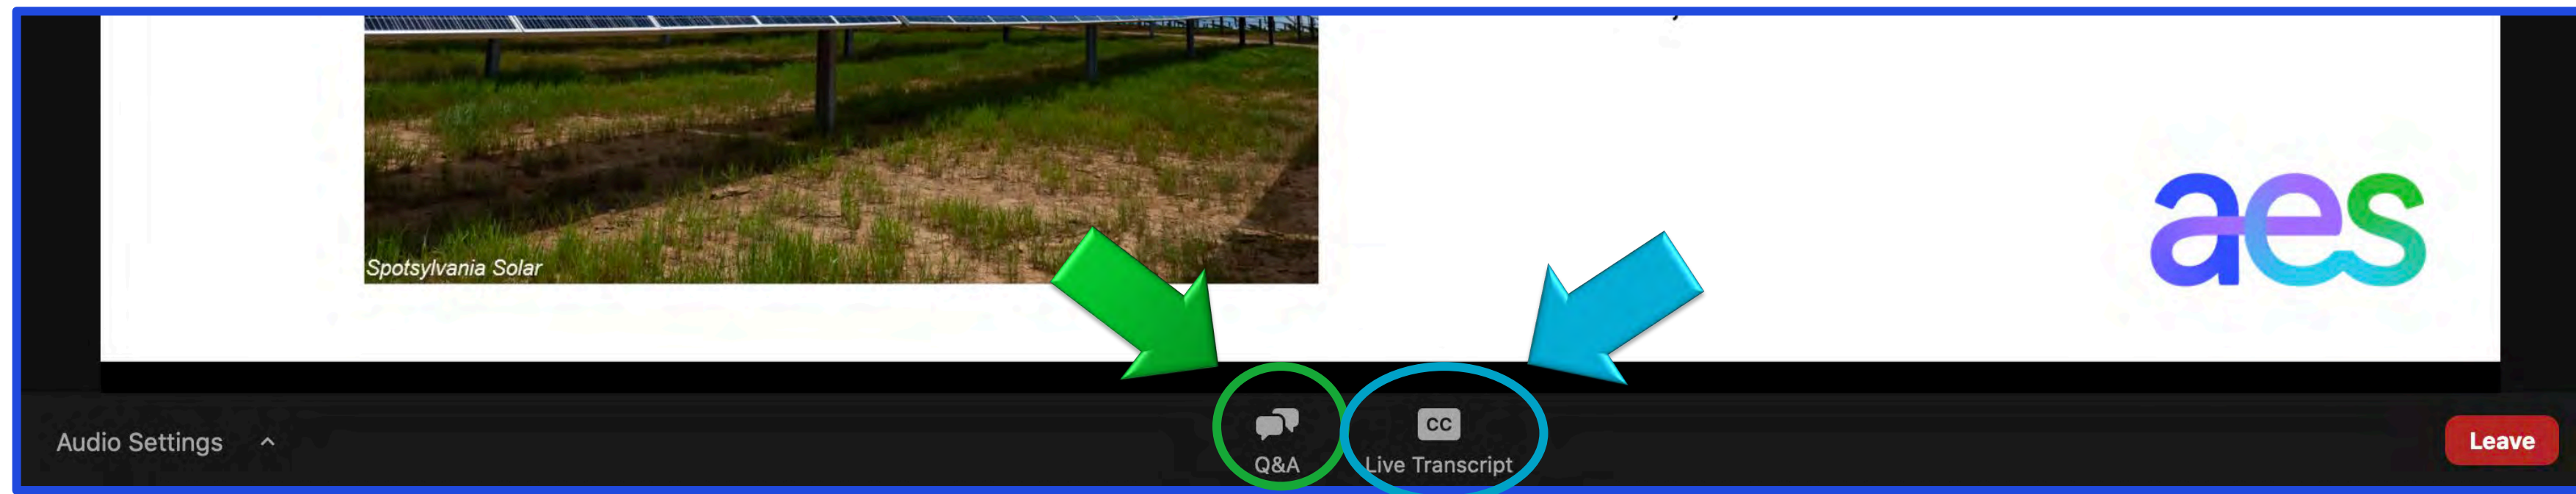 Spotsylvania Solar
aes
Audio Settings
CC
Q&A
Live Transcript
Leave